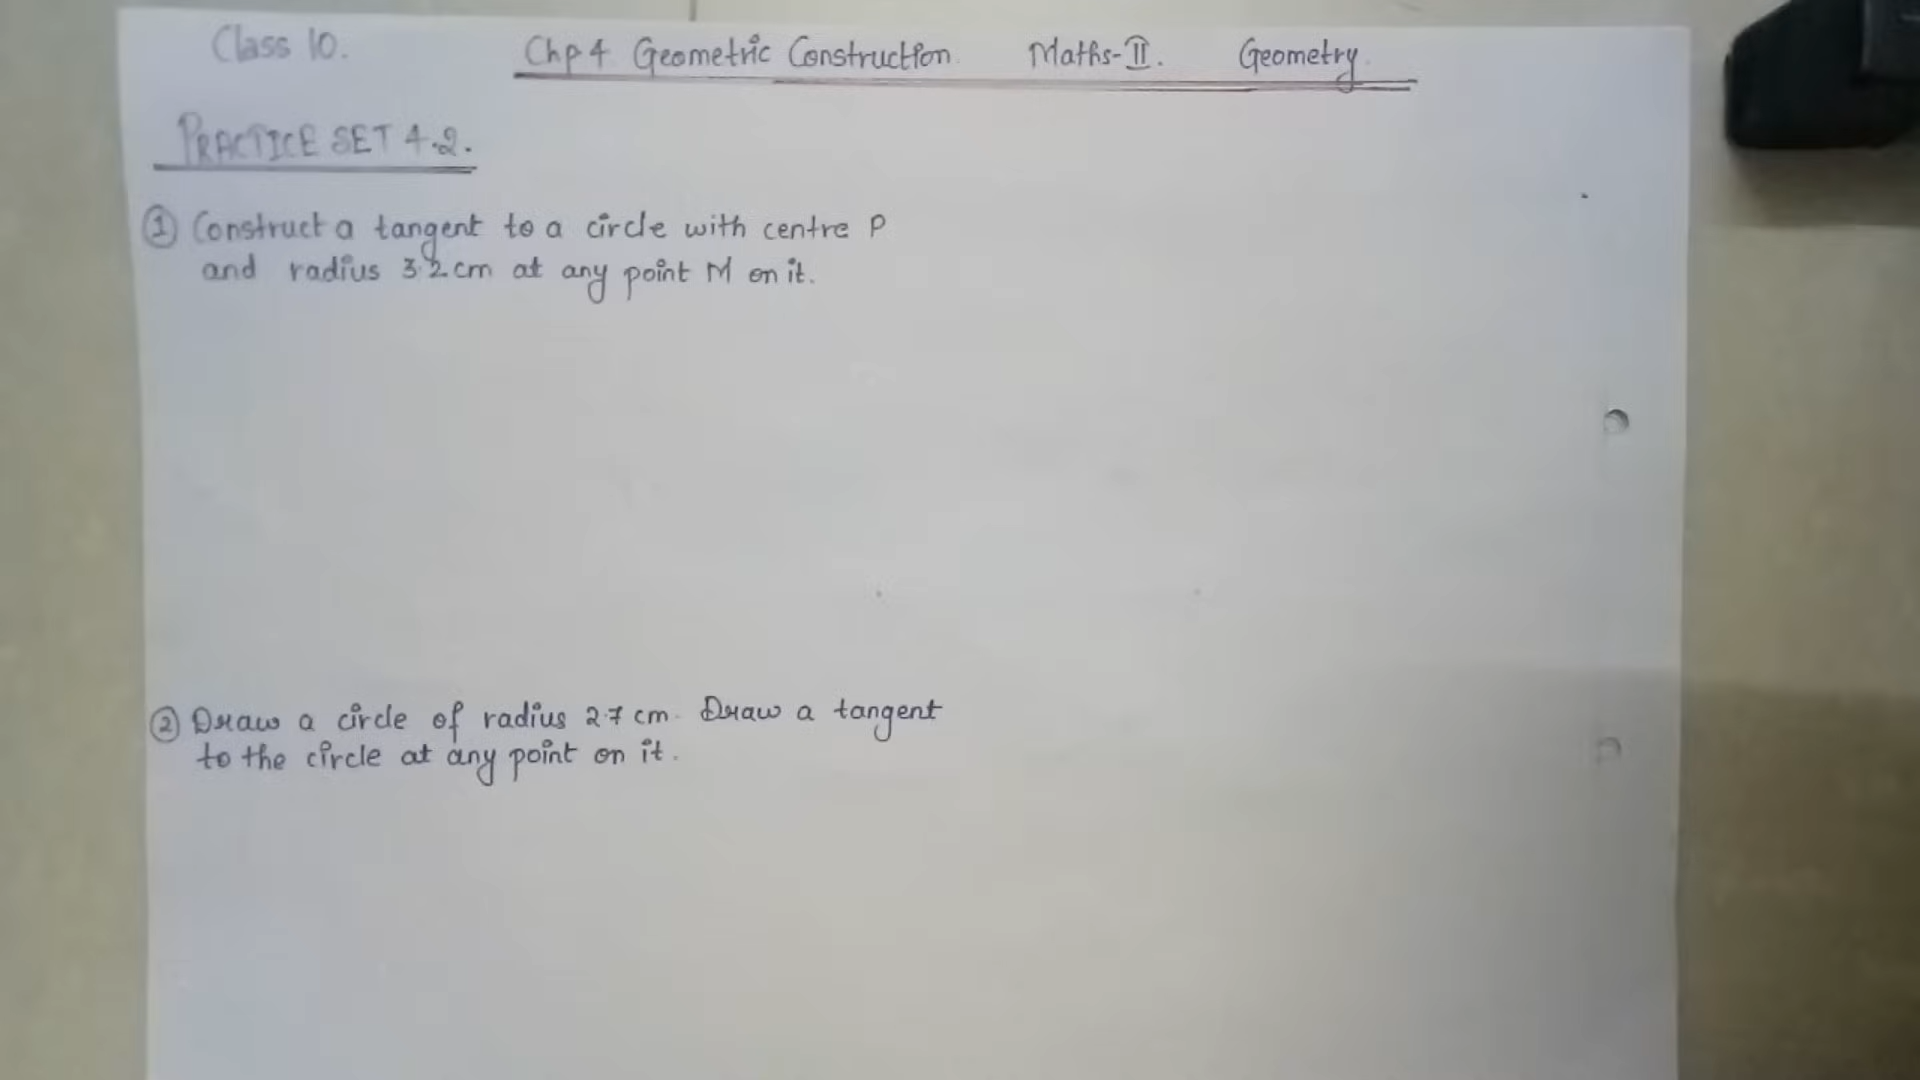 Class 10. Chp 4 Geometric Construction Maths-II. Geometry.
PRACTICE SET 4.2.
① Construct a tangent to a circle with centre P
and radius 3.2 cm at any point M on it.
② Draw a circle of radius 2.7 cm. Draw a tangent
to the circle at any point on it.